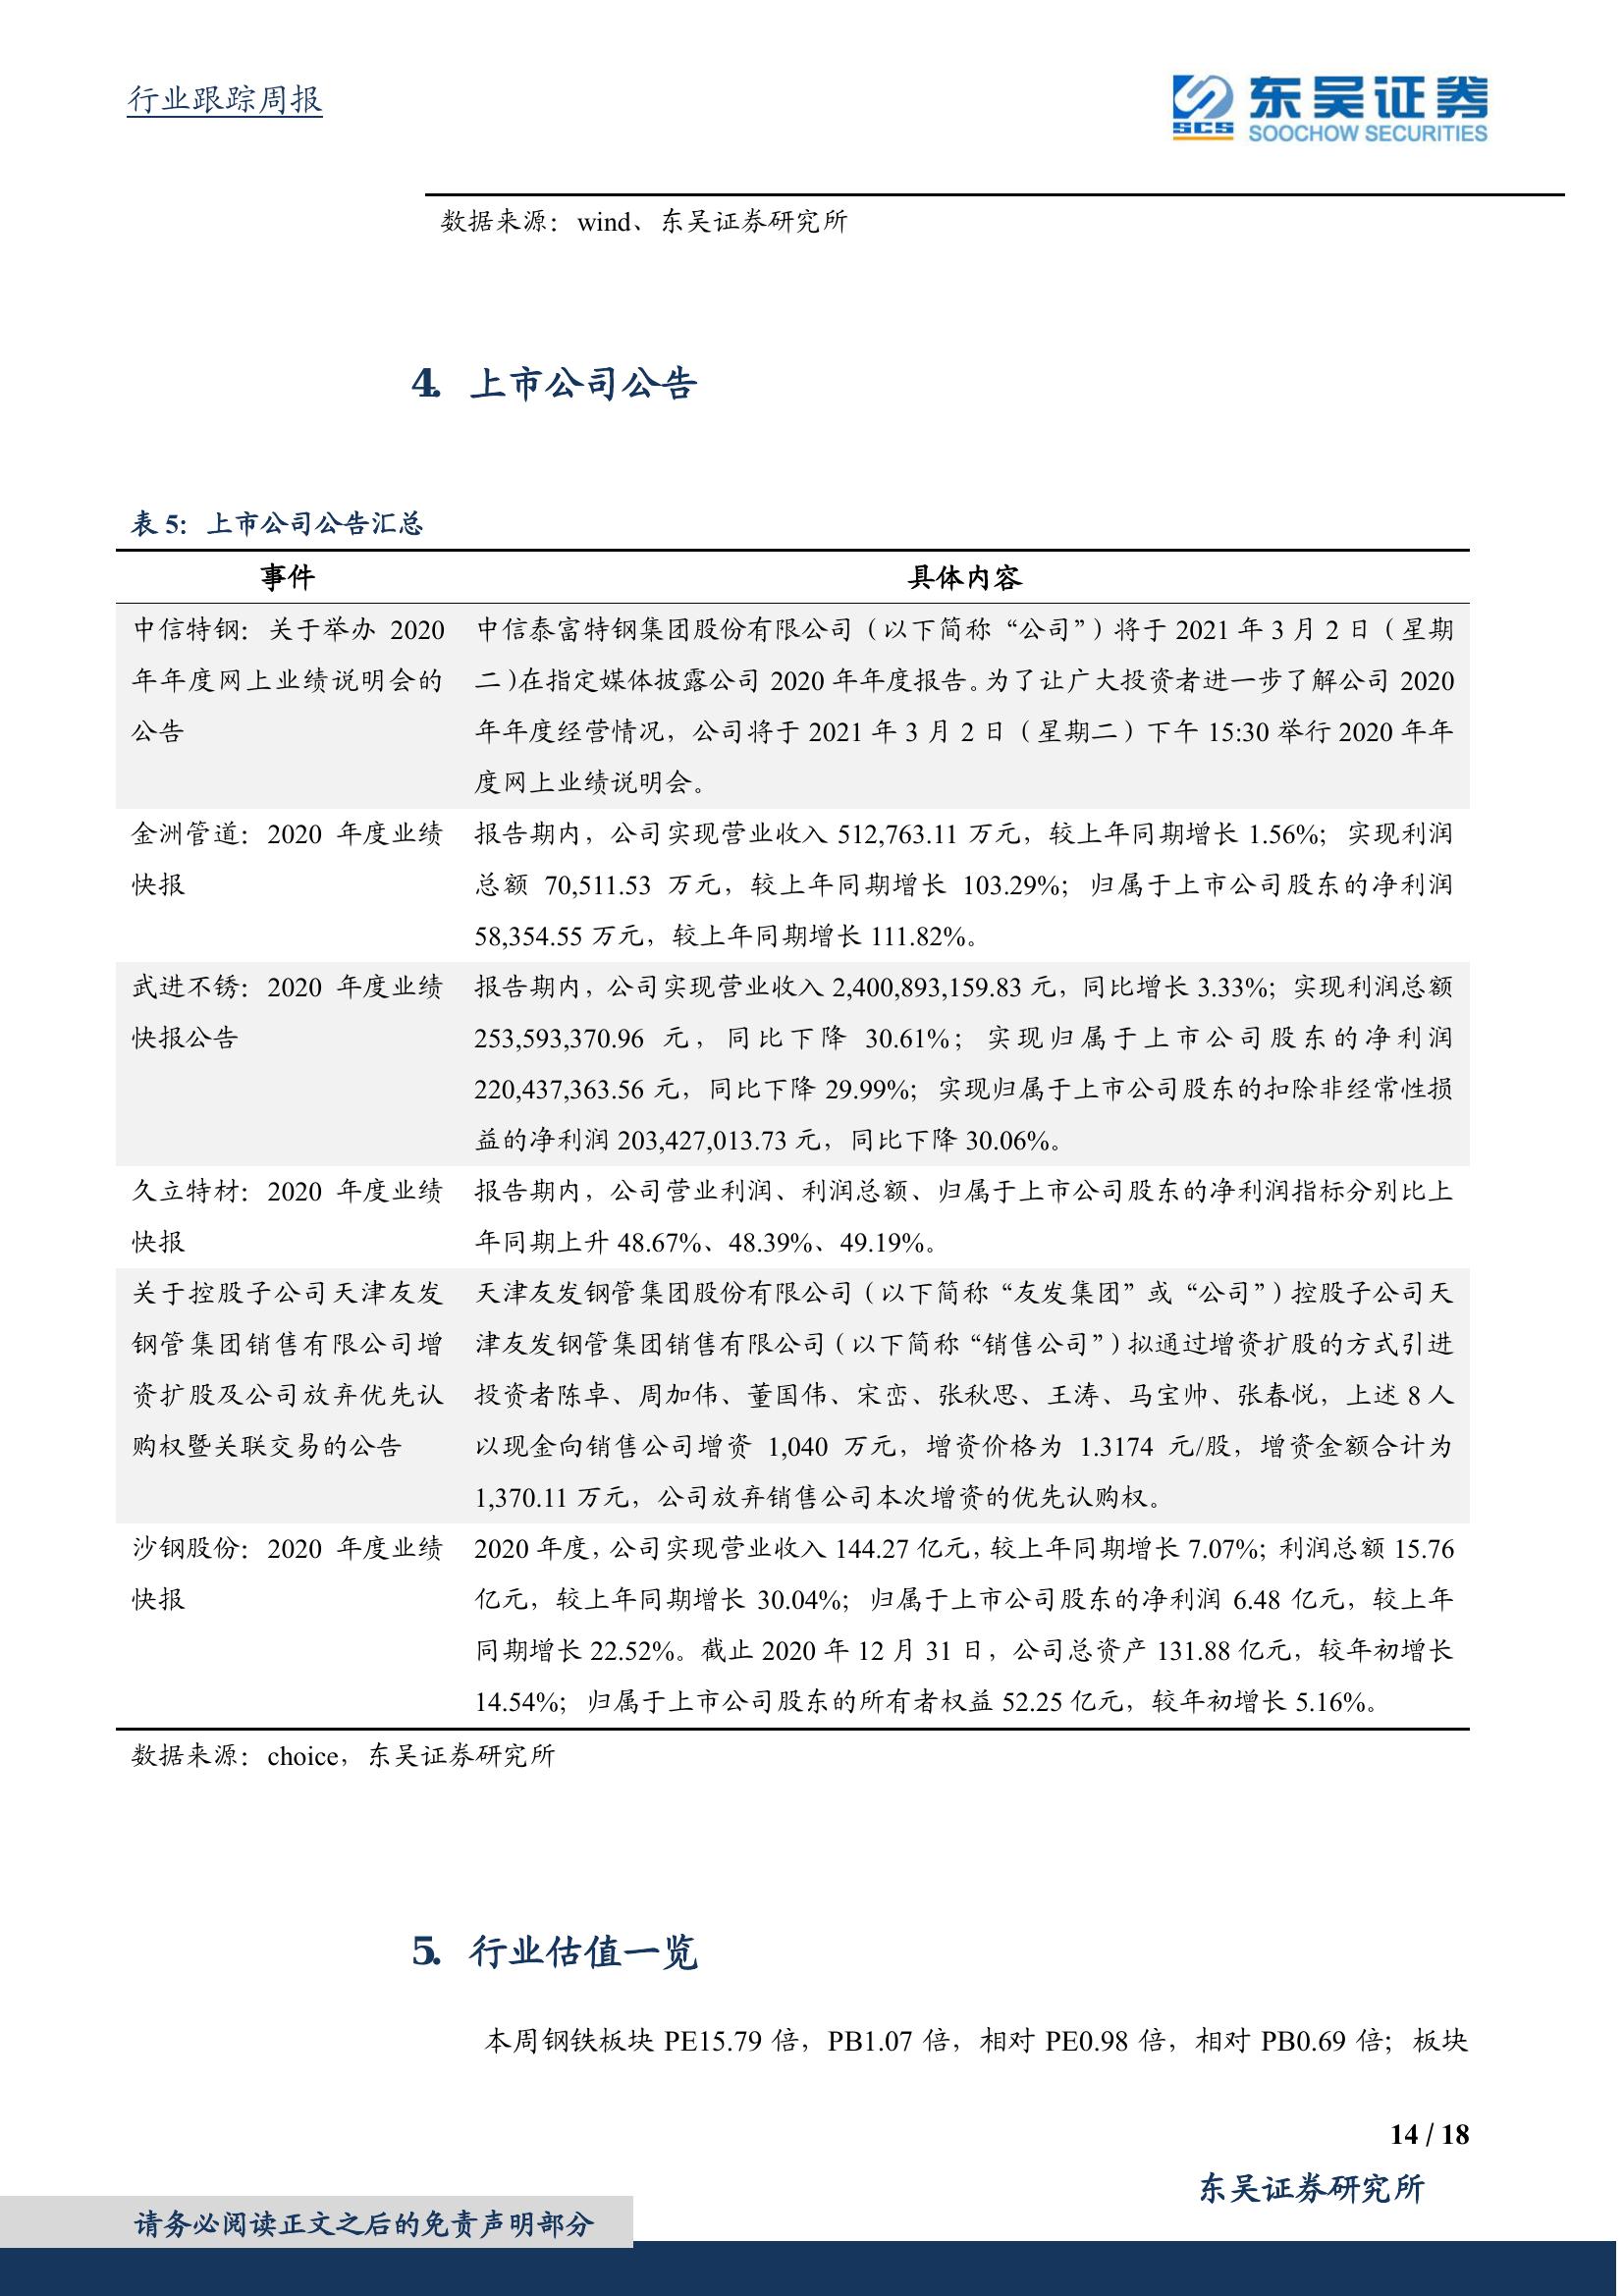 行业跟踪周报
SCS
东吴证券
SOOCHOW SECURITIES
数据来源：wind、东吴证券研究所
4. 上市公司公告
表 5：上市公司公告汇总
事件
具体内容
中信特钢：关于举办 2020
年年度网上业绩说明会的
公告
中信泰富特钢集团股份有限公司（以下简称“公司”）将于 2021 年 3 月 2 日（星期
二）在指定媒体披露公司 2020 年年度报告。为了让广大投资者进一步了解公司 2020
年年度经营情况，公司将于 2021 年 3 月 2 日（星期二）下午 15:30 举行 2020 年年
度网上业绩说明会。
金洲管道：2020 年度业绩
快报
报告期内，公司实现营业收入 512,763.11 万元，较上年同期增长 1.56%；实现利润
总额 70,511.53 万元，较上年同期增长 103.29%；归属于上市公司股东的净利润
58,354.55 万元，较上年同期增长 111.82%。
武进不锈：2020 年度业绩
快报公告
报告期内，公司实现营业收入 2,400,893,159.83 元，同比增长 3.33%；实现利润总额
253,593,370.96 元，同比下降 30.61%；实现归属于上市公司股东的净利润
220,437,363.56 元，同比下降 29.99%；实现归属于上市公司股东的扣除非经常性损
益的净利润 203,427,013.73 元，同比下降 30.06%。
久立特材：2020 年度业绩
快报
报告期内，公司营业利润、利润总额、归属于上市公司股东的净利润指标分别比上
年同期上升 48.67%、48.39%、49.19%。
关于控股子公司天津友发
钢管集团销售有限公司增
资扩股及公司放弃优先认
购权暨关联交易的公告
天津友发钢管集团股份有限公司（以下简称“友发集团”或“公司”）控股子公司天
津友发钢管集团销售有限公司（以下简称“销售公司”）拟通过增资扩股的方式引进
投资者陈卓、周加伟、董国伟、宋峦、张秋思、王涛、马宝帅、张春悦，上述 8 人
以现金向销售公司增资 1,040 万元，增资价格为 1.3174 元/股，增资金额合计为
1,370.11 万元，公司放弃销售公司本次增资的优先认购权。
沙钢股份：2020 年度业绩
快报
2020 年度，公司实现营业收入 144.27 亿元，较上年同期增长 7.07%；利润总额 15.76
亿元，较上年同期增长 30.04%；归属于上市公司股东的净利润 6.48 亿元，较上年
同期增长 22.52%。截止 2020 年 12 月 31 日，公司总资产 131.88 亿元，较年初增长
14.54%；归属于上市公司股东的所有者权益 52.25 亿元，较年初增长 5.16%。
数据来源：choice，东吴证券研究所
5. 行业估值一览
本周钢铁板块 PE15.79 倍，PB1.07 倍，相对 PE0.98 倍，相对 PB0.69 倍；板块
14 / 18
东吴证券研究所
请务必阅读正文之后的免责声明部分